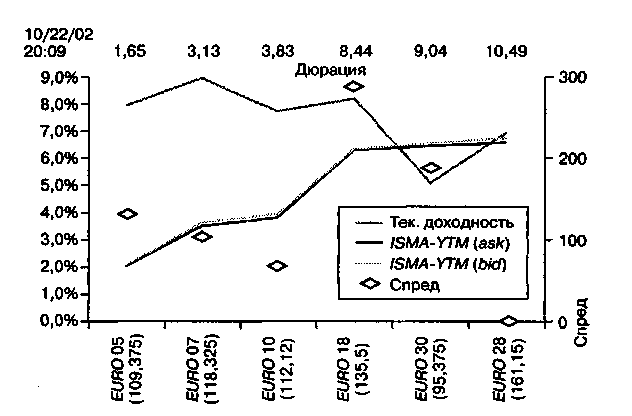 10/22/02
20:09 1,65 3,13 3,83 8,44 9,04 10,49
Дюрация
9,0%
8,0%
7,0%
6,0%
5,0%
4,0%
3,0%
2,0%
1,0%
0,0%
300
200
100
0
Спред
Тек. доходность
ISMA-YTM (ask)
ISMA-YTM (bid)
Спред
EURO 05
(109,375)
EURO 07
(118,325)
EURO 10
(112,12)
EURO 18
(135,5)
EURO 30
(95,375)
EURO 28
(161,15)